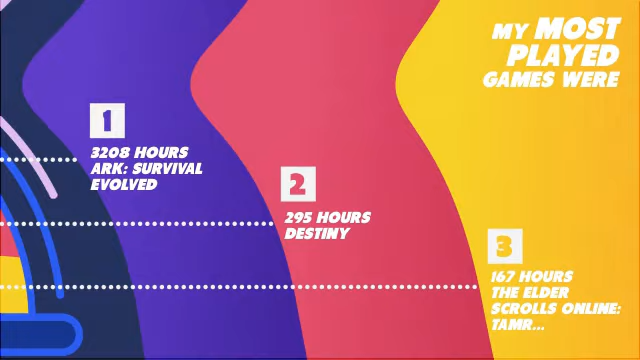 MY MOST
PLAYED
GAMES WERE
1
3208 HOURS
ARK: SURVIVAL
EVOLVED
2
295 HOURS
DESTINY
3
167 HOURS
THE ELDER
SCROLLS ONLINE:
TAMR...